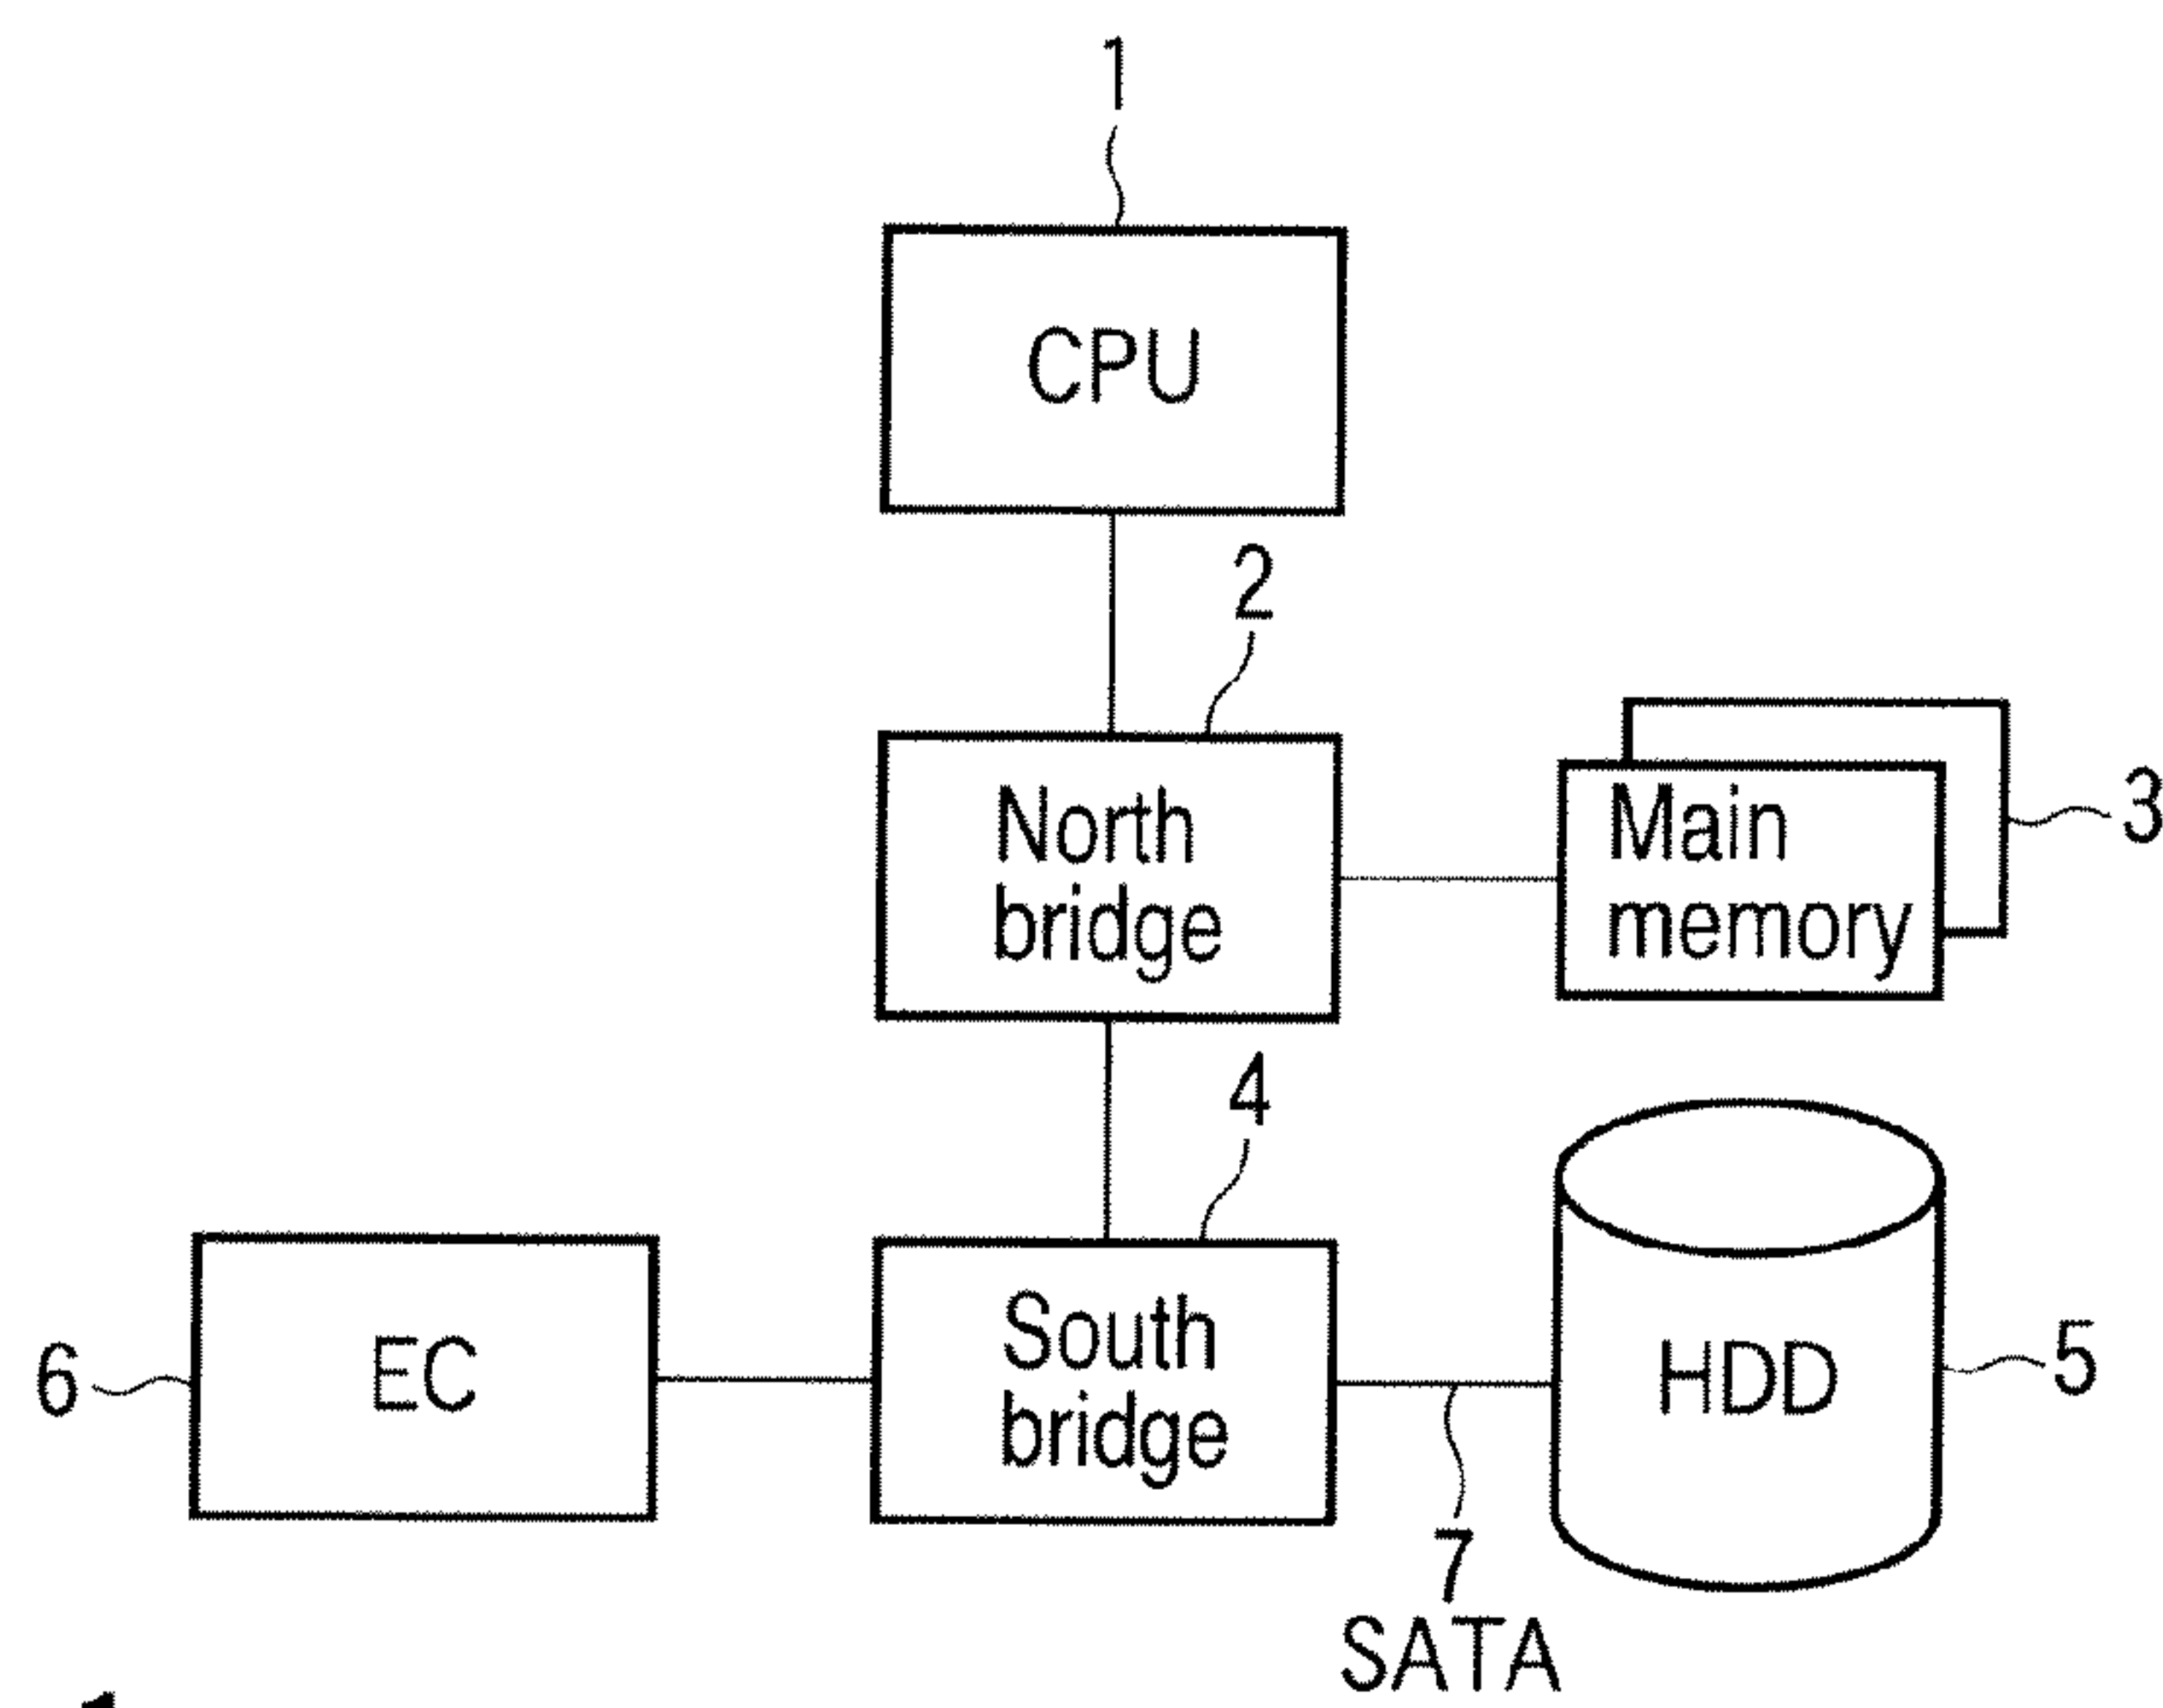 1
CPU
2
North
bridge
Main
memory
3
4
EC
6
South
bridge
HDD
5
7
SATA